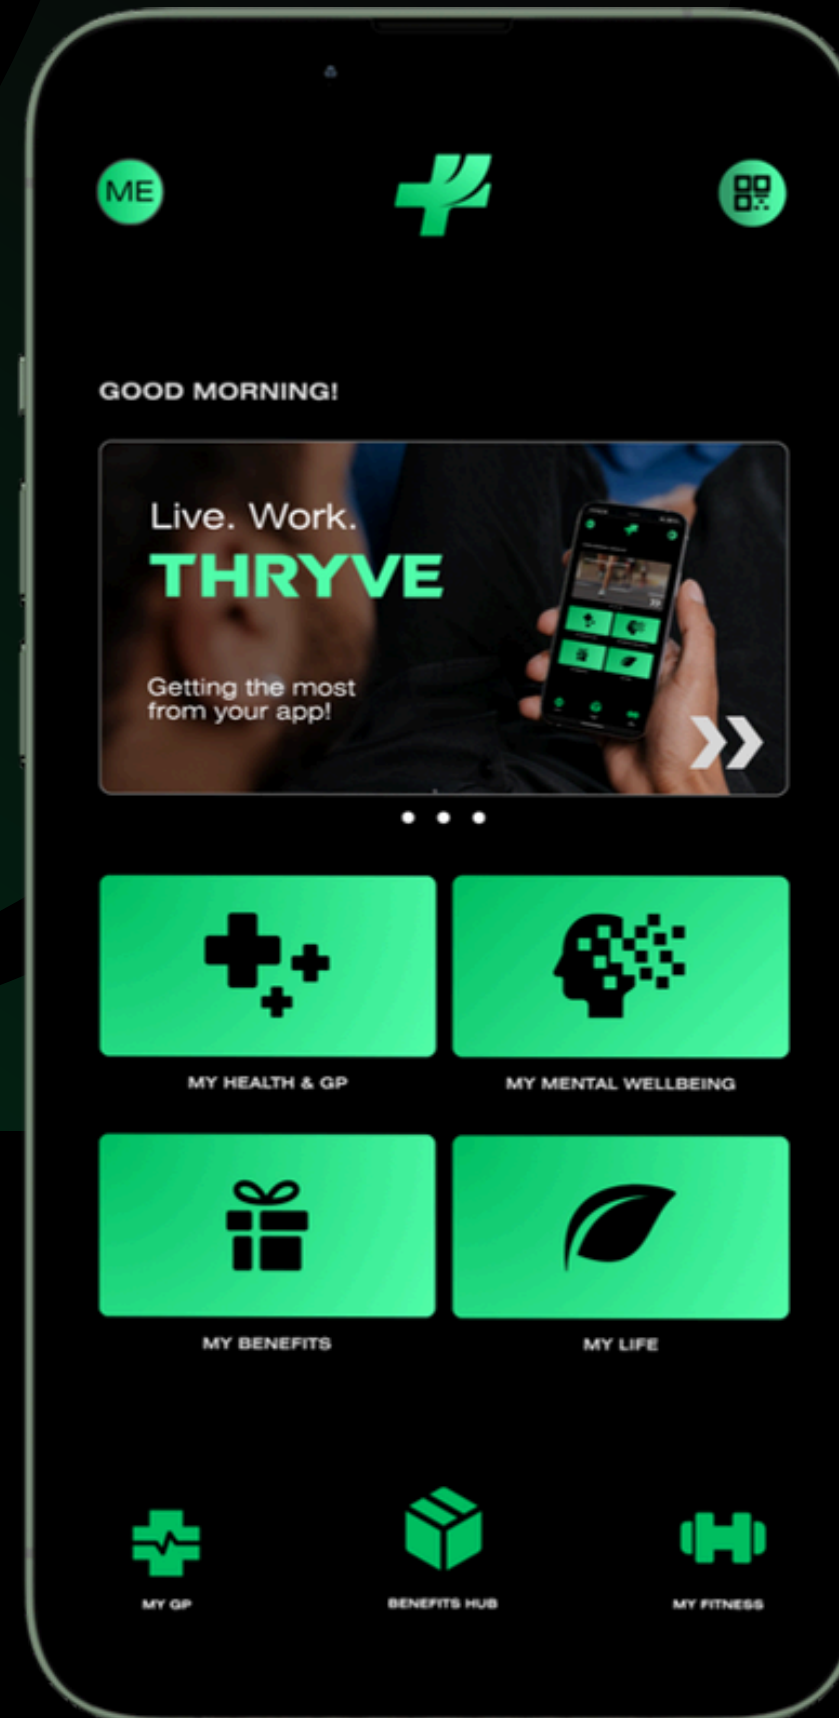 ME
GOOD MORNING!
Live. Work.
THRYVE
Getting the most
from your app!
MY HEALTH & GP
MY MENTAL WELLBEING
MY BENEFITS
MY LIFE
MY GP
BENEFITS HUB
MY FITNESS